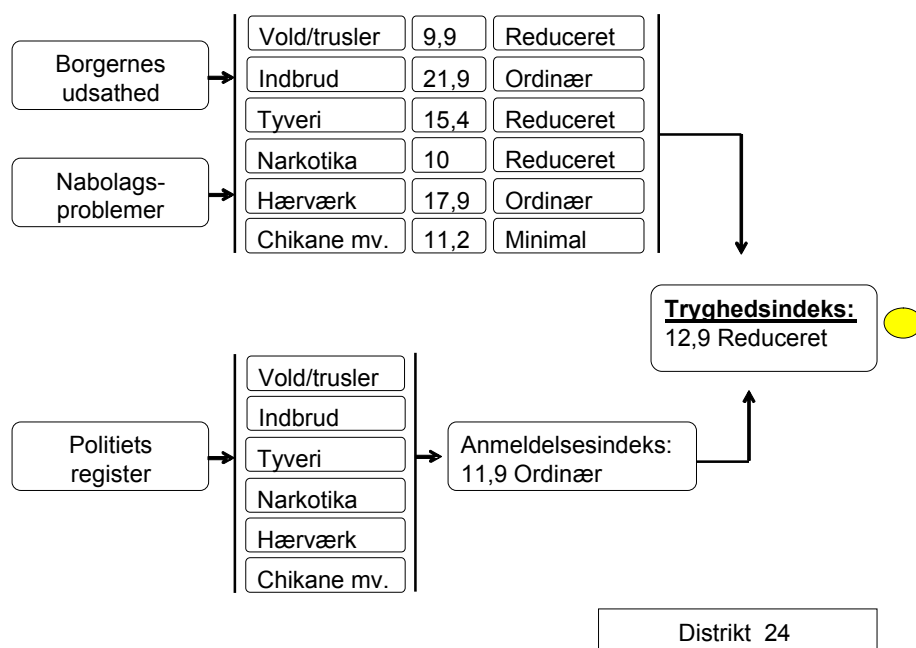 Borgernes
udsathed
Nabolags-
problemer
Vold/trusler 9,9 Reduceret
Indbrud 21,9 Ordinær
Tyveri 15,4 Reduceret
Narkotika 10 Reduceret
Hærværk 17,9 Ordinær
Chikane mv. 11,2 Minimal
Tryghedsindeks:
12,9 Reduceret
Politiets
register
Vold/trusler
Indbrud
Tyveri
Narkotika
Hærværk
Chikane mv.
Anmeldelsesindeks:
11,9 Ordinær
Distrikt 24